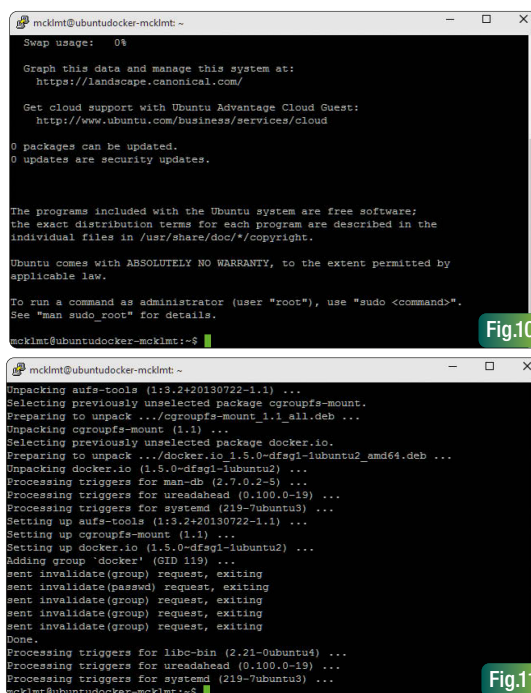 mcklmt@ubuntudocker-mcklmt: ~
Swap usage: 0%
Graph this data and manage this system at:
https://landscape.canonical.com/
Get cloud support with Ubuntu Advantage Cloud Guest:
http://www.ubuntu.com/business/services/cloud
0 packages can be updated.
0 updates are security updates.
The programs included with the Ubuntu system are free software;
the exact distribution terms for each program are described in the
individual files in /usr/share/doc/*/copyright.
Ubuntu comes with ABSOLUTELY NO WARRANTY, to the extent permitted by
applicable law.
To run a command as administrator (user "root"), use "sudo <command>".
See "man sudo_root" for details.
mcklmt@ubuntudocker-mcklmt:~$
Fig.10
mcklmt@ubuntudocker-mcklmt: ~
Unpacking aufs-tools (1:3.2+20130722-1.1) ...
Selecting previously unselected package cgroupfs-mount.
Preparing to unpack .../cgroupfs-mount_1.1_all.deb ...
Unpacking cgroupfs-mount (1.1) ...
Selecting previously unselected package docker.io.
Preparing to unpack .../docker.io_1.5.0~dfsg1-1ubuntu2_amd64.deb ...
Unpacking docker.io (1.5.0~dfsg1-1ubuntu2) ...
Processing triggers for man-db (2.7.0.2-5) ...
Processing triggers for ureadahead (0.100.0-19) ...
Processing triggers for systemd (219-7ubuntu3) ...
Setting up aufs-tools (1:3.2+20130722-1.1) ...
Setting up cgroupfs-mount (1.1) ...
Setting up docker.io (1.5.0~dfsg1-1ubuntu2) ...
Adding group `docker' (GID 119) ...
sent invalidate(group) request, exiting
sent invalidate(passwd) request, exiting
sent invalidate(group) request, exiting
sent invalidate(group) request, exiting
sent invalidate(group) request, exiting
Done.
Processing triggers for libc-bin (2.21-0ubuntu4) ...
Processing triggers for ureadahead (0.100.0-19) ...
Processing triggers for systemd (219-7ubuntu3) ...
mcklmt@ubuntudocker-mcklmt:~$
Fig.1